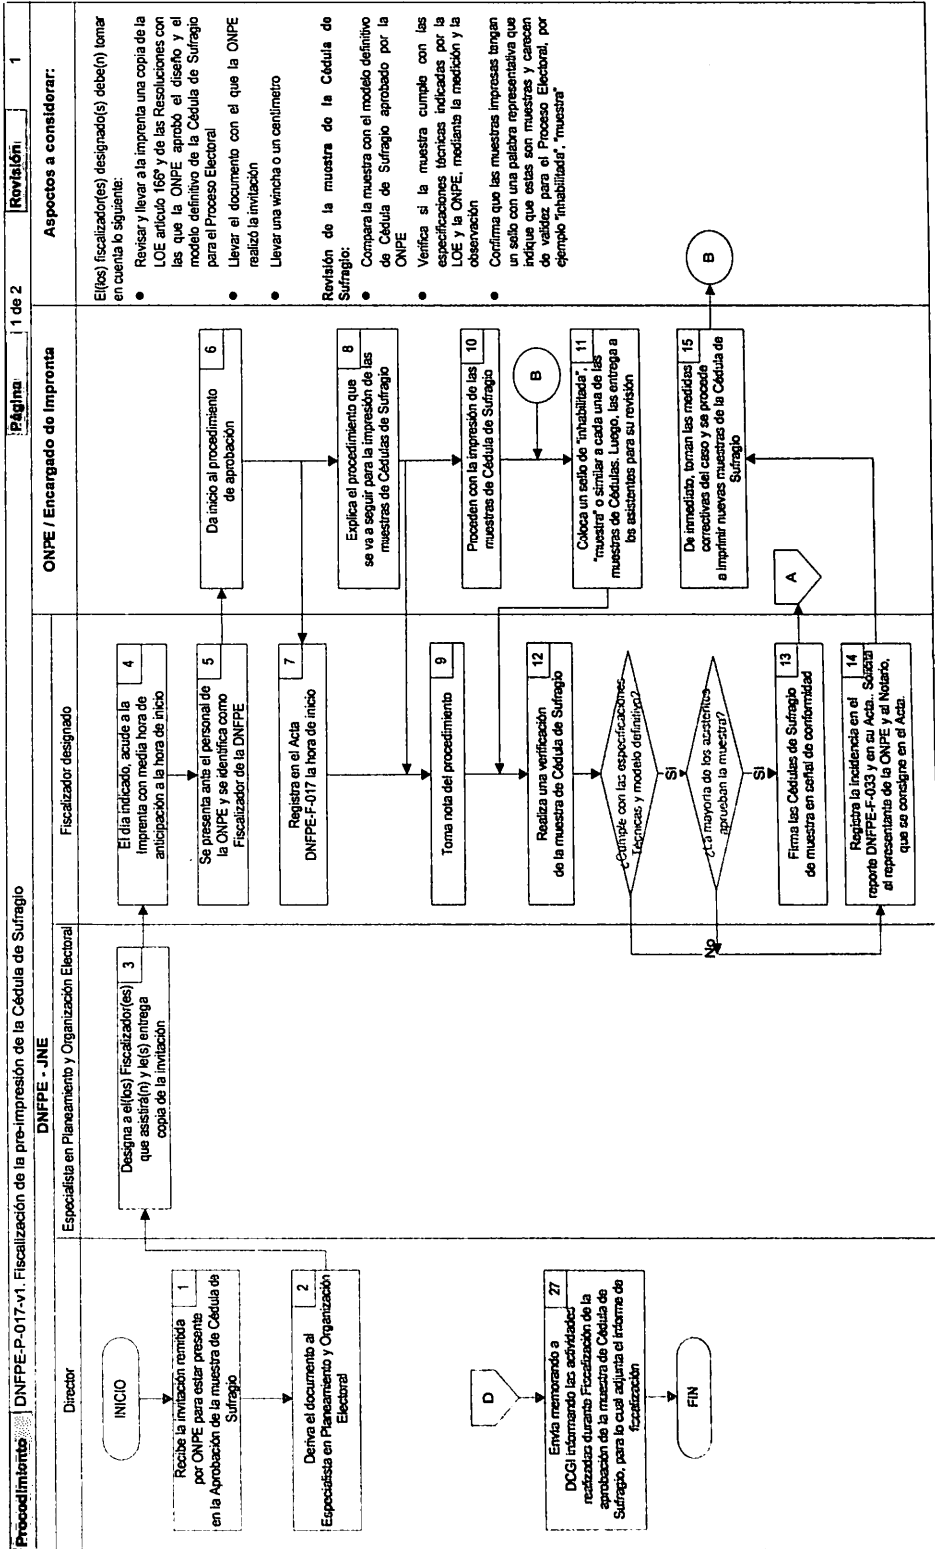 Procedimiento DNFPE-P-017-v1. Fiscalización de la pre-impresión de la Cédula de Sufragio Página 1 de 2 Revisión 1
DNFPE - JNE
Director
Especialista en Planeamiento y Organización Electoral
Fiscalizador designado
ONPE / Encargado de Impronta
Aspectos a considerar:
INICIO
1
Recibe la invitación remitida
por ONPE para estar presente
en la Aprobación de la muestra de Cédula de
Sufragio
2
Deriva el documento al
Especialista en Planeamiento y Organización
Electoral
D
27
Envía memorando a
DCGI informando las actividades
realizadas durante Fiscalización de la
aprobación de la muestra de Cédula de
Sufragio, para lo cual adjunta el informe de
fiscalización
FIN
3
Designa a el(los) Fiscalizador(es)
que asistirá(n) y le(s) entrega
copia de la invitación
4
El día indicado, acude a la
Imprenta con media hora de
anticipación a la hora de inicio
5
Se presenta ante el personal de
la ONPE y se identifica como
Fiscalizador de la DNFPE
7
Registra en el Acta
DNFPE-F-017 la hora de inicio
9
Toma nota del procedimiento
12
Realiza una verificación
de la muestra de Cédula de Sufragio
¿Cumple con las especificaciones
Técnicas y modelo definitivo?
Si
¿La mayoría de los asistentes
aprueban la muestra?
Si
No
13
Firma las Cédulas de Sufragio
de muestra en señal de conformidad
14
Registra la incidencia en el
reporte DNFPE-F-033 y en su Acta.. Solicita
al representante de la ONPE y al Notario,
que se consigne en el Acta.
6
Da inicio al procedimiento
de aprobación
8
Explica el procedimiento que
se va a seguir para la impresión de las
muestras de Cédulas de Sufragio
10
Proceden con la impresión de las
muestras de Cédula de Sufragio
B
11
Coloca un sello de "inhabilitada",
"muestra" o similar a cada una de las
muestras de Cédulas. Luego, las entrega a
los asistentes para su revisión
15
De inmediato, toman las medidas
correctivas del caso y se procede
a imprimir nuevas muestras de la Cédula de
Sufragio
A
B
El(los) fiscalizador(es) designado(s) debe(n) tomar
en cuenta lo siguiente:
● Revisar y llevar a la imprenta una copia de la
LOE artículo 166º y de las Resoluciones con
las que la ONPE aprobó el diseño y el
modelo definitivo de la Cédula de Sufragio
para el Proceso Electoral
● Llevar el documento con el que la ONPE
realizó la invitación
● Llevar una wincha o un centímetro
Revisión de la muestra de la Cédula de
Sufragio:
● Compara la muestra con el modelo definitivo
de Cédula de Sufragio aprobado por la
ONPE
● Verifica si la muestra cumple con las
especificaciones técnicas indicadas por la
LOE y la ONPE, mediante la medición y la
observación
● Confirma que las muestras impresas tengan
un sello con una palabra representativa que
indique que estas son muestras y carecen
de validez para el Proceso Electoral, por
ejemplo "inhabilitada", "muestra"